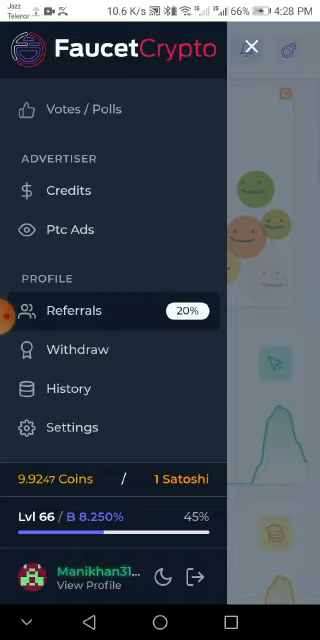 Jazz
Telenor
10.6 K/s 66% 4:28 PM
FaucetCrypto
Votes / Polls
ADVERTISER
Credits
Ptc Ads
PROFILE
Referrals 20%
Withdraw
History
Settings
9.9247 Coins / 1 Satoshi
Lvl 66 / B 8.250% 45%
Manikhan31...
View Profile